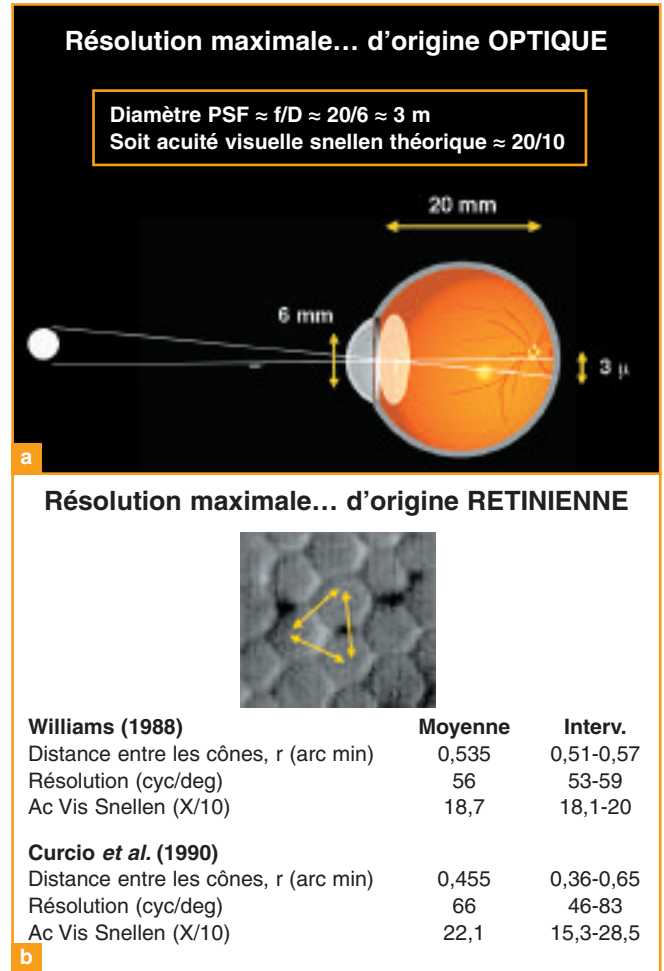 Résolution maximale… d'origine OPTIQUE
Diamètre PSF ≈ f/D ≈ 20/6 ≈ 3 m
Soit acuité visuelle snellen théorique ≈ 20/10
20 mm
6 mm
3 μ
a
Résolution maximale… d'origine RETINIENNE
Williams (1988) Moyenne Interv.
Distance entre les cônes, r (arc min) 0,535 0,51-0,57
Résolution (cyc/deg) 56 53-59
Ac Vis Snellen (X/10) 18,7 18,1-20
Curcio et al. (1990)
Distance entre les cônes, r (arc min) 0,455 0,36-0,65
Résolution (cyc/deg) 66 46-83
Ac Vis Snellen (X/10) 22,1 15,3-28,5
b